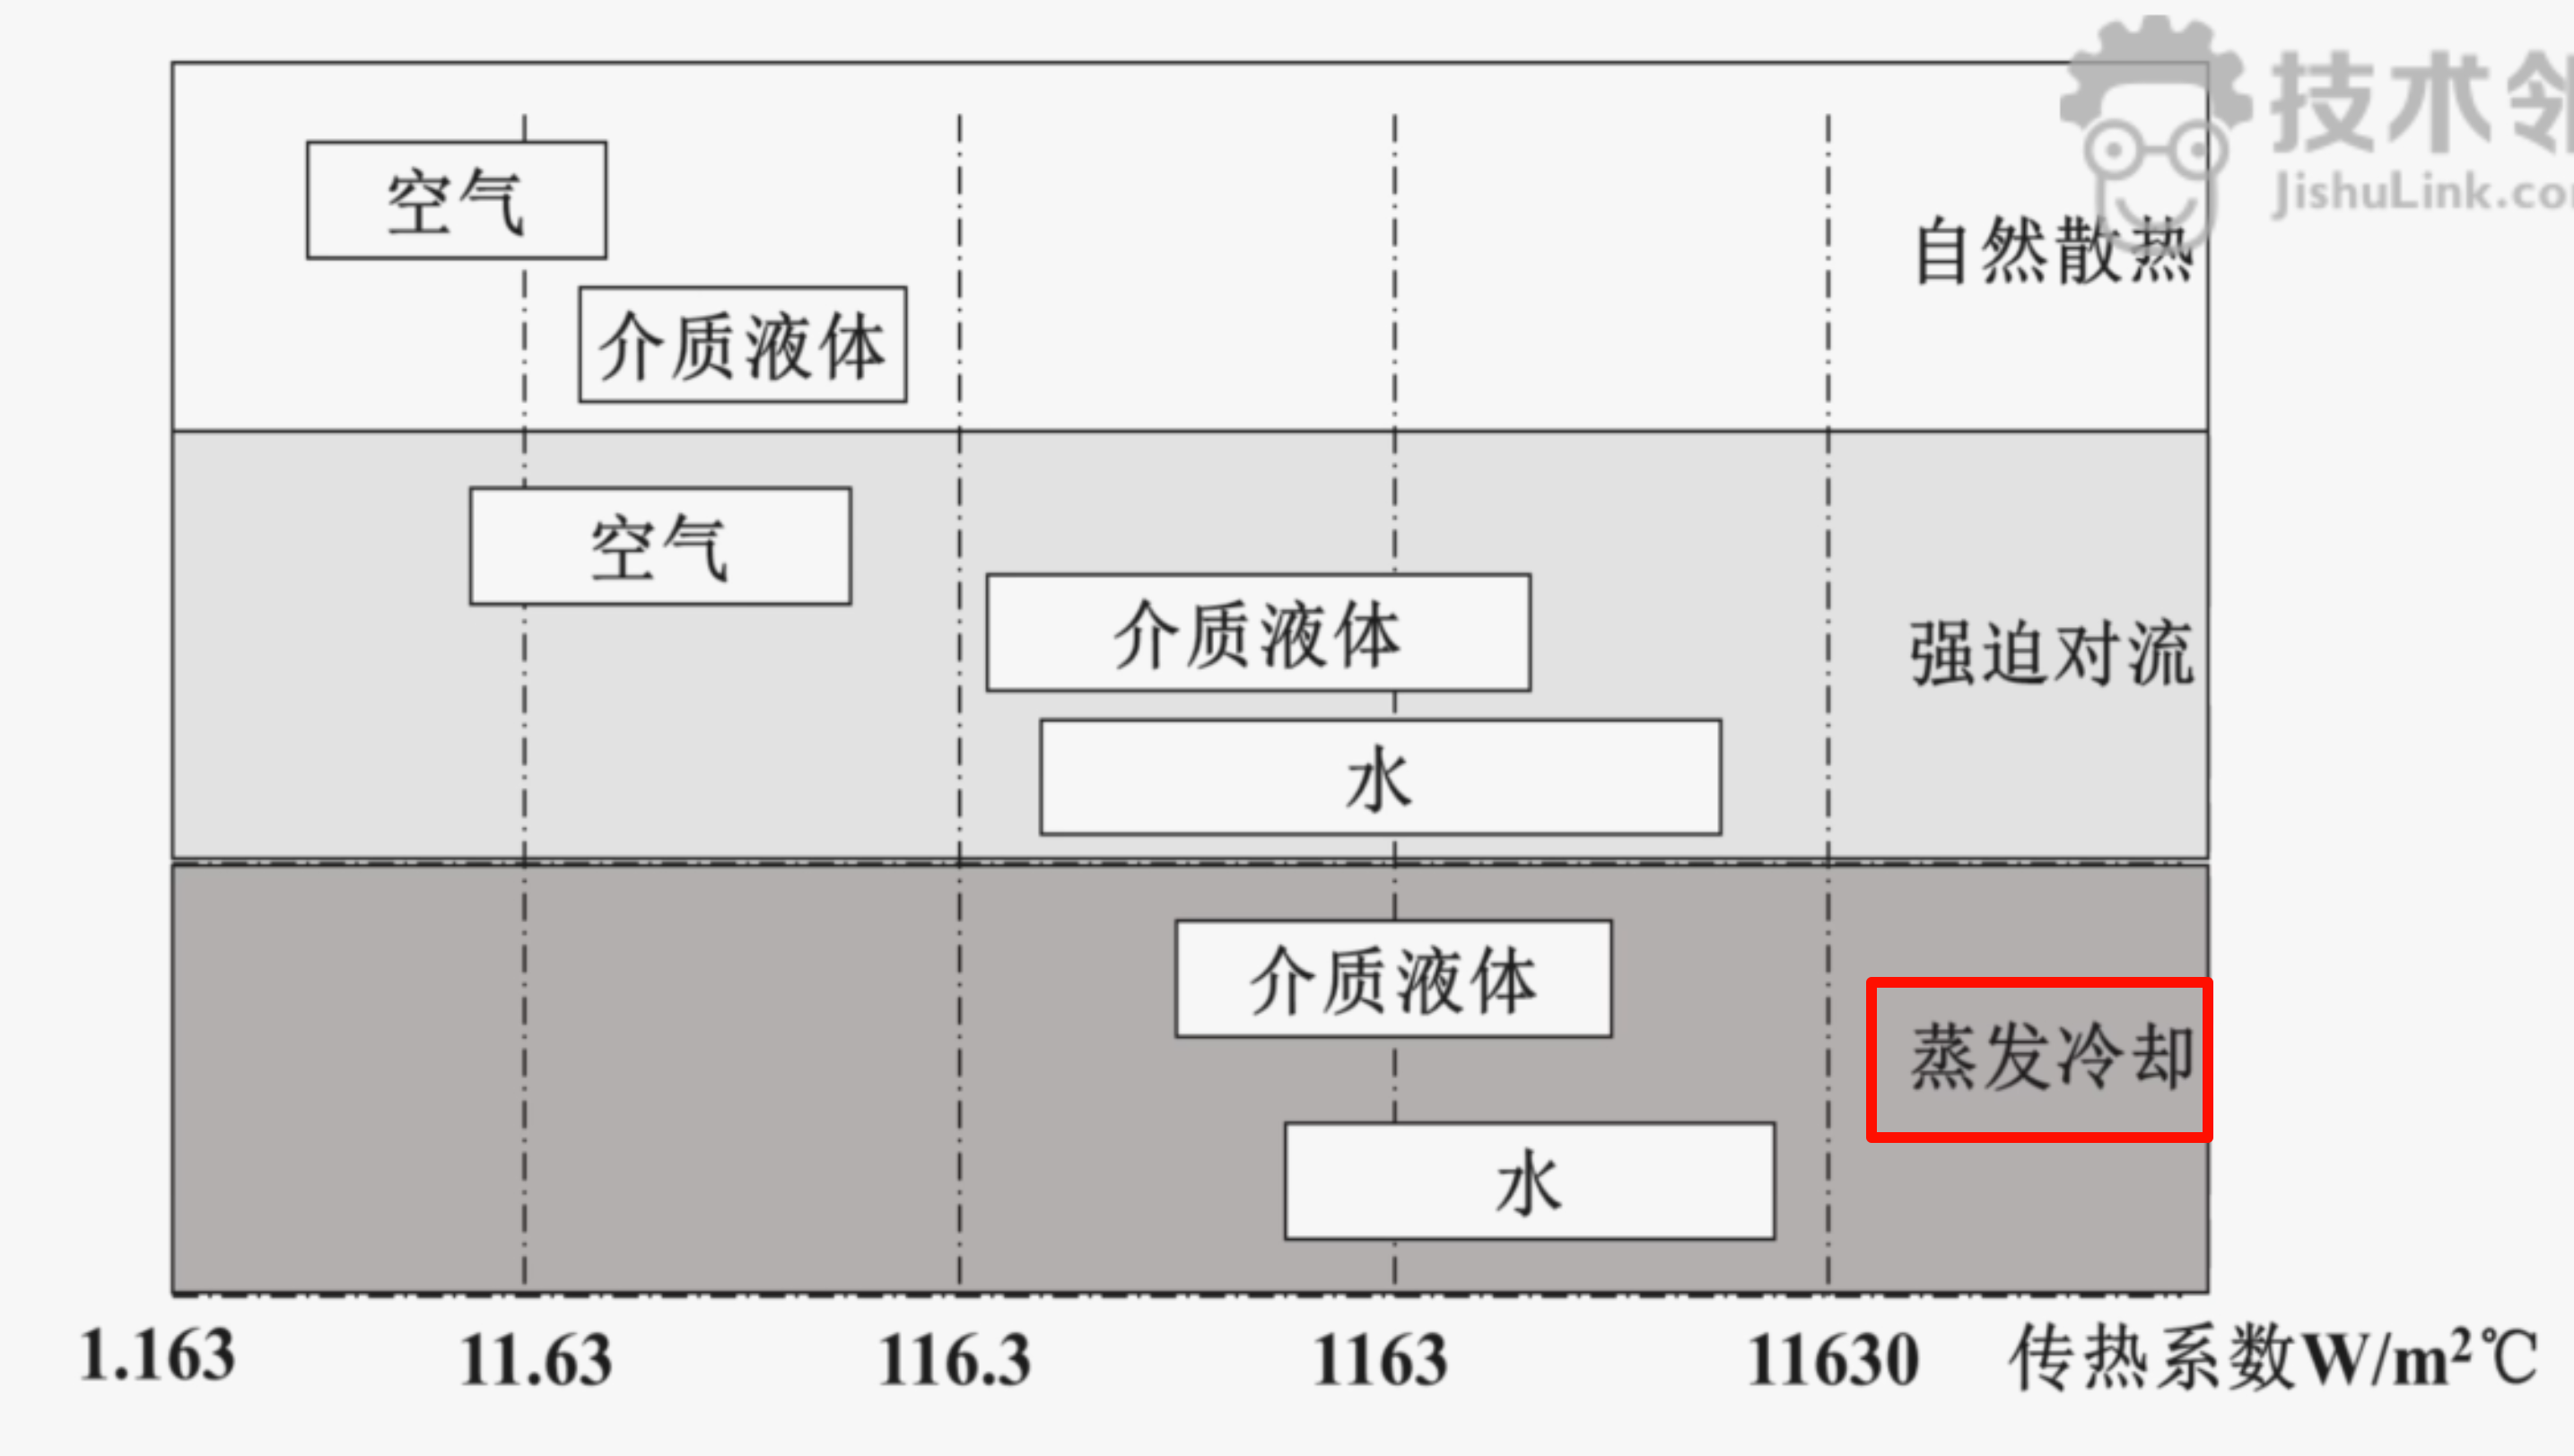 技术邻
JishuLink.com
空气
自然散热
介质液体
空气
介质液体
强迫对流
水
介质液体
蒸发冷却
水
1.163 11.63 116.3 1163 11630 传热系数W/m²℃